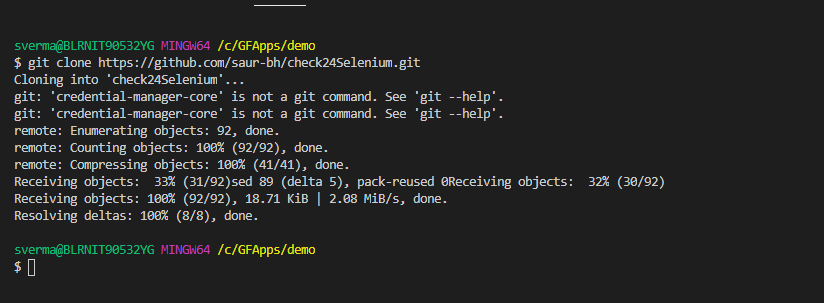 sverma@BLRNIT90532YG MINGW64 /c/GFApps/demo
$ git clone https://github.com/saur-bh/check24Selenium.git
Cloning into 'check24Selenium'...
git: 'credential-manager-core' is not a git command. See 'git --help'.
git: 'credential-manager-core' is not a git command. See 'git --help'.
remote: Enumerating objects: 92, done.
remote: Counting objects: 100% (92/92), done.
remote: Compressing objects: 100% (41/41), done.
Receiving objects:  33% (31/92)sed 89 (delta 5), pack-reused 0Receiving objects:  32% (30/92)
Receiving objects: 100% (92/92), 18.71 KiB | 2.08 MiB/s, done.
Resolving deltas: 100% (8/8), done.
sverma@BLRNIT90532YG MINGW64 /c/GFApps/demo
$